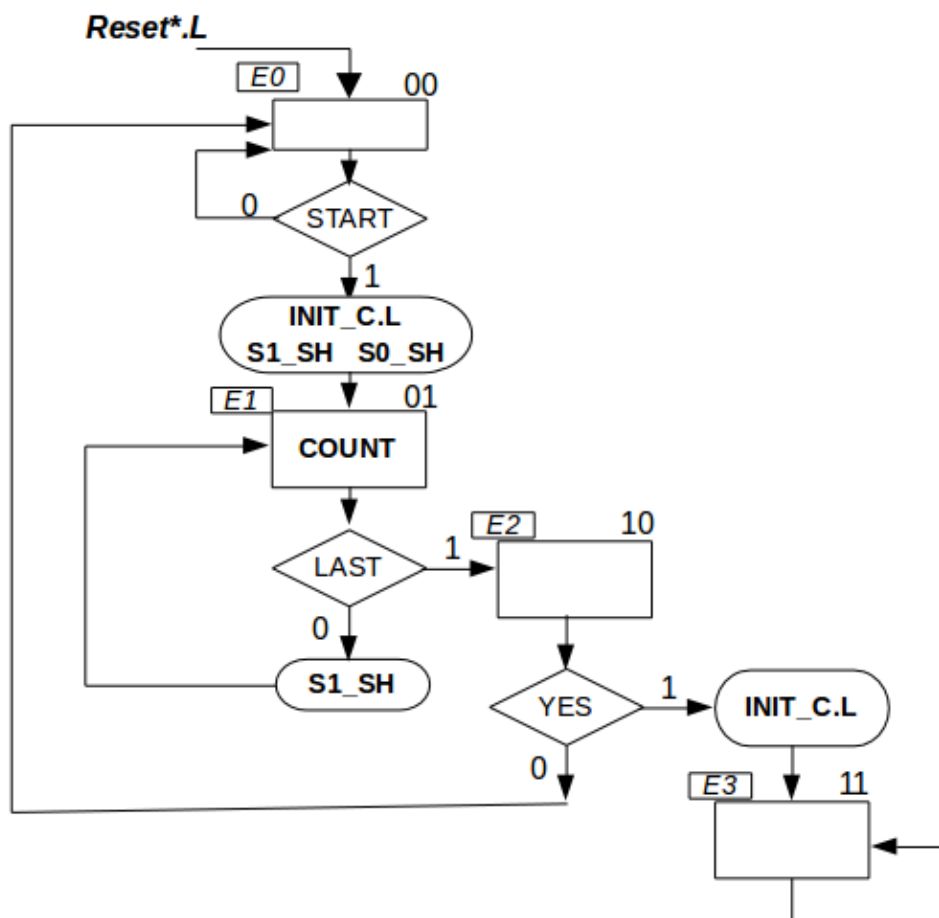 Reset*.L
E0
00
0
START
1
INIT_C.L
S1_SH S0_SH
E1
01
COUNT
E2
10
LAST
1
0
S1_SH
YES
1
INIT_C.L
0
E3
11